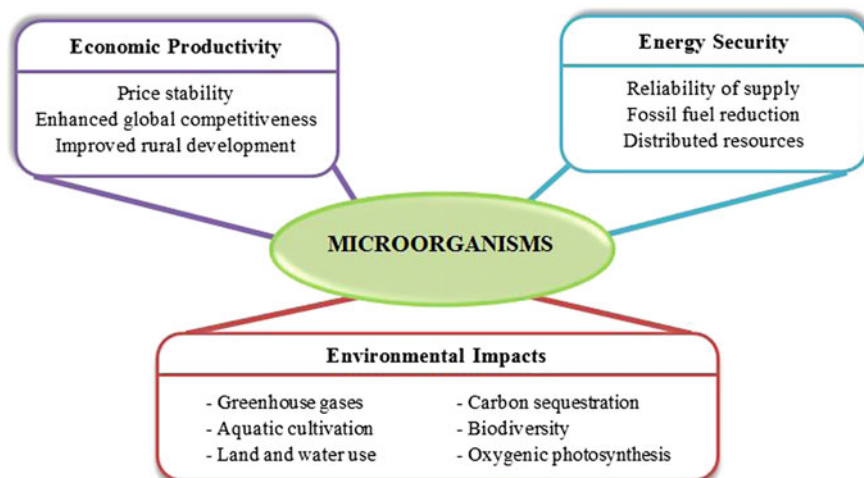 Economic Productivity
Price stability
Enhanced global competitiveness
Improved rural development
Energy Security
Reliability of supply
Fossil fuel reduction
Distributed resources
MICROORGANISMS
Environmental Impacts
- Greenhouse gases
- Aquatic cultivation
- Land and water use
- Carbon sequestration
- Biodiversity
- Oxygenic photosynthesis